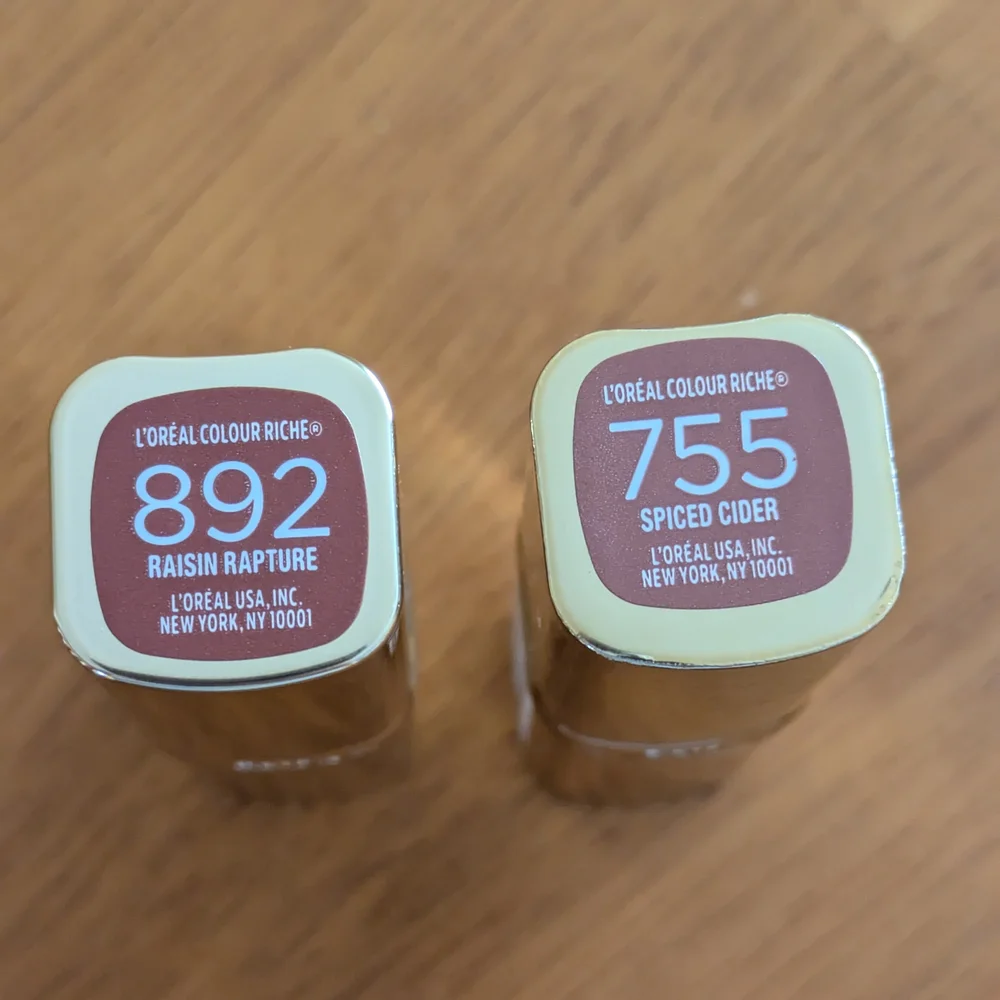 L'ORÉAL COLOUR RICHE®
892
RAISIN RAPTURE
L'ORÉAL USA, INC.
NEW YORK, NY 10001
L'ORÉAL COLOUR RICHE®
755
SPICED CIDER
L'ORÉAL USA, INC.
NEW YORK, NY 10001